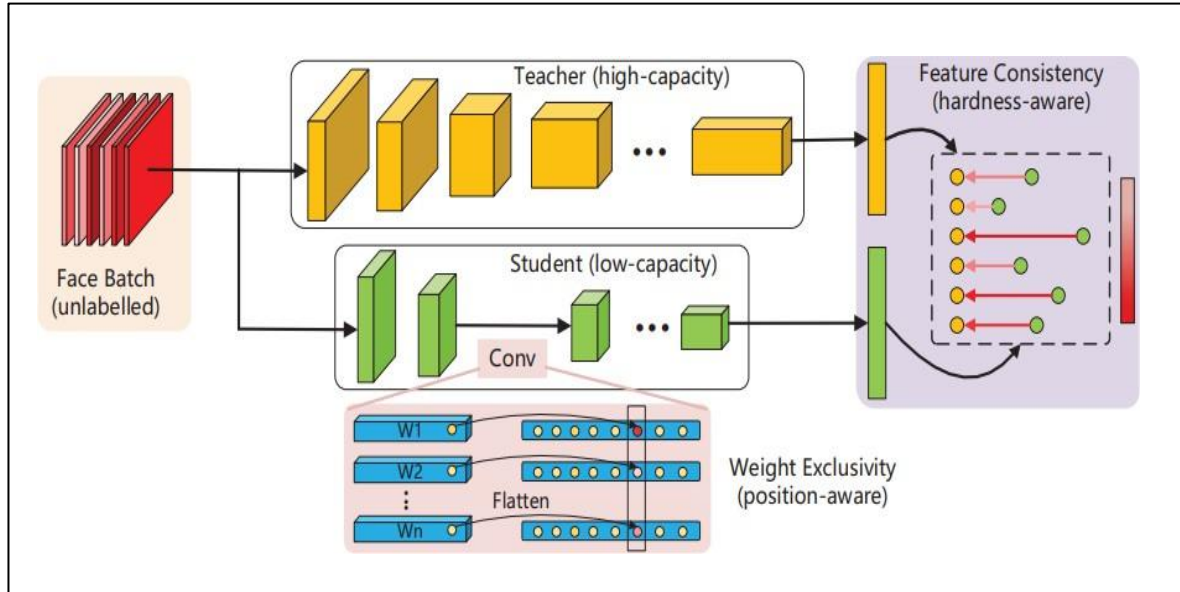 Teacher (high-capacity)
Feature Consistency
(hardness-aware)
Face Batch
(unlabelled)
Student (low-capacity)
Conv
W1
W2
Flatten
Wn
Weight Exclusivity
(position-aware)